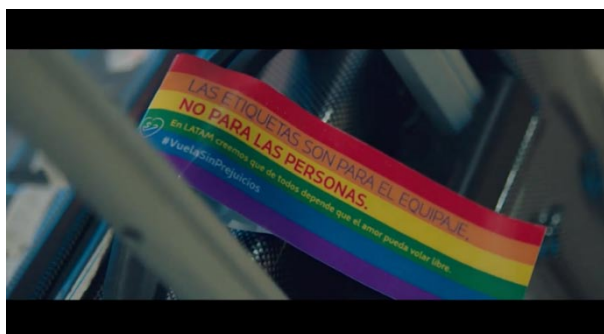 LAS ETIQUETAS SON PARA EL EQUIPAJE.
NO PARA LAS PERSONAS.
En LATAM creemos que de todos depende que el amor pueda volar libre.
#VuelaSinPrejuicios